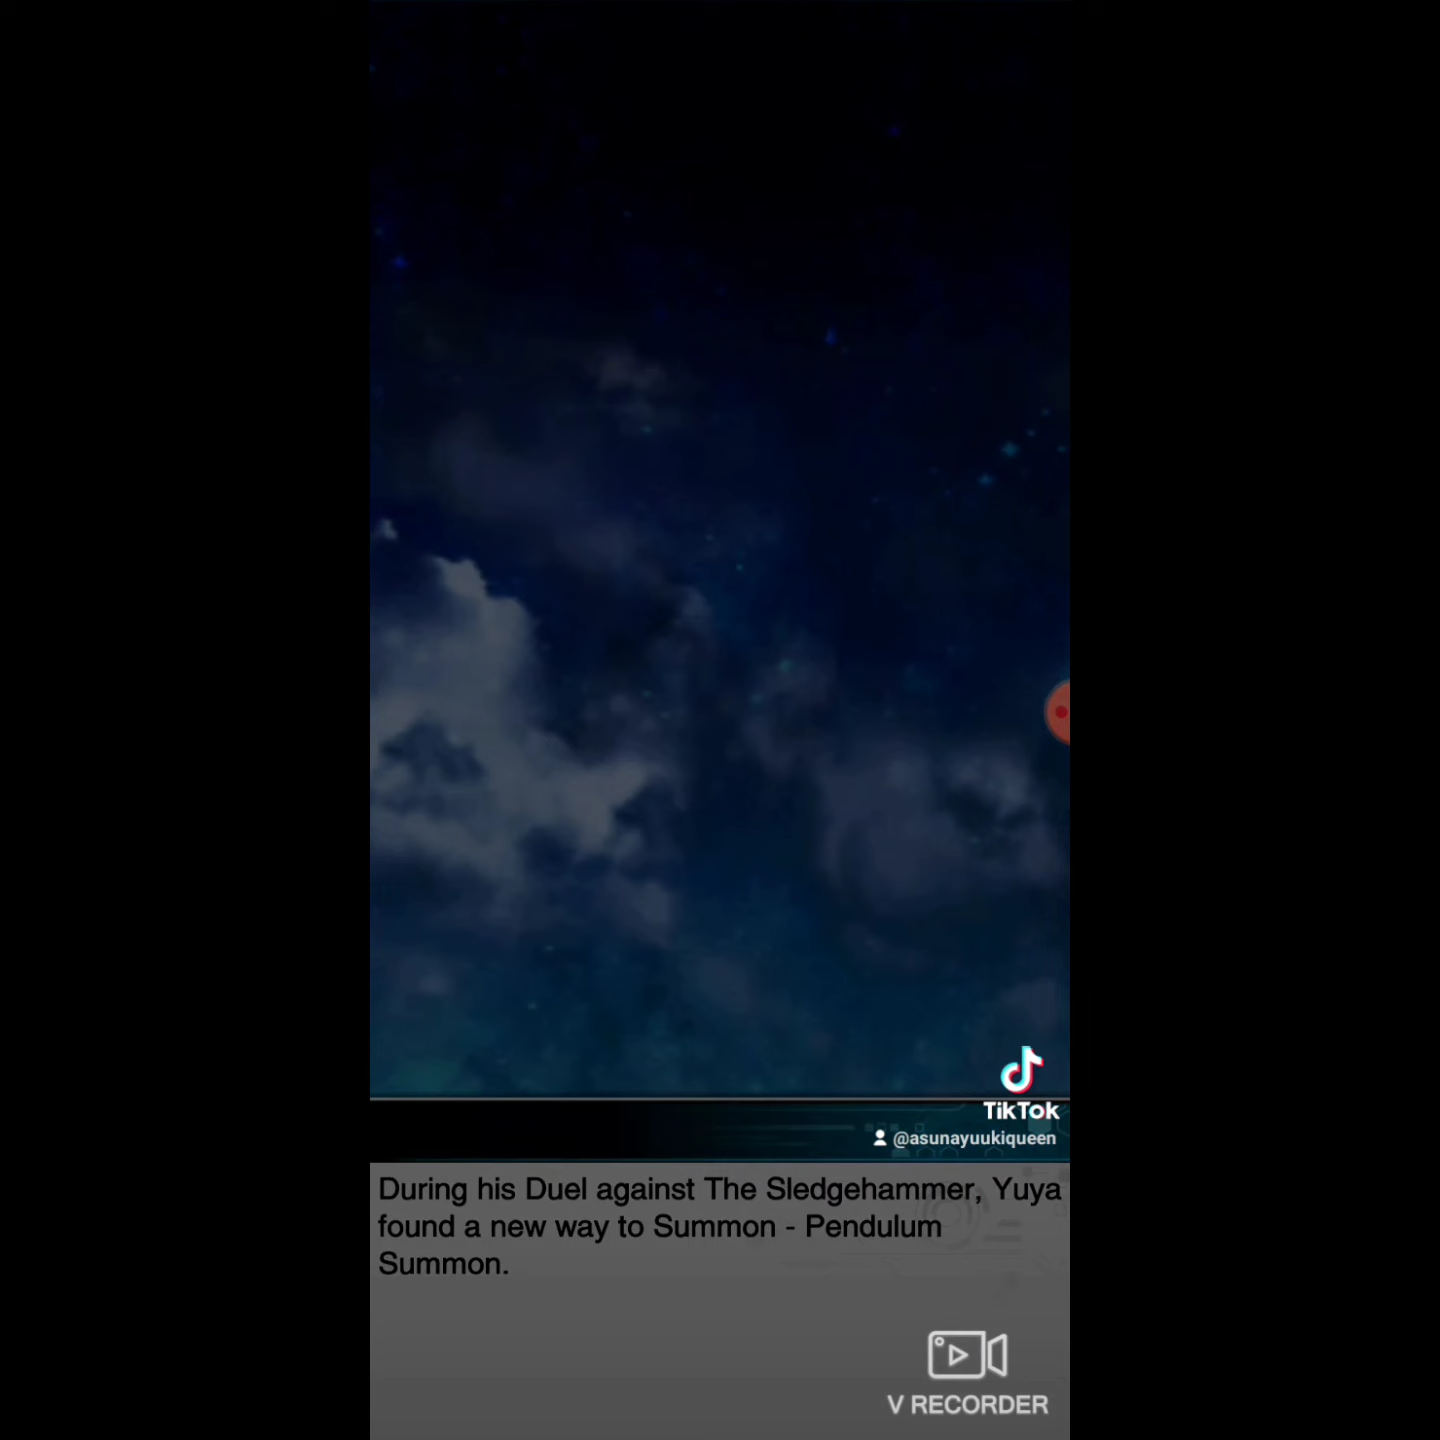 TikTok
@asunayuukiqueen
During his Duel against The Sledgehammer, Yuya
found a new way to Summon - Pendulum
Summon.
V RECORDER